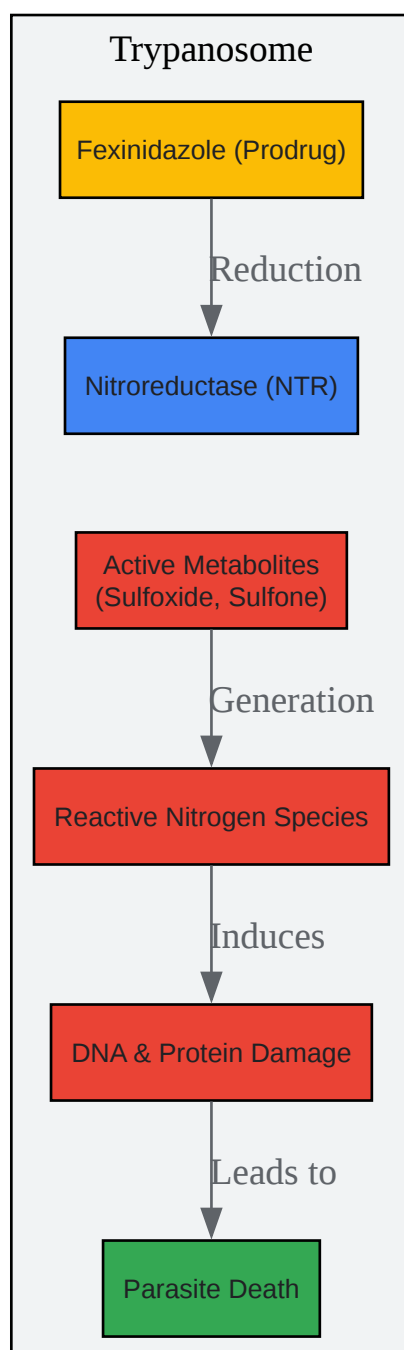 Trypanosome
Fexinidazole (Prodrug)
Reduction
Nitroreductase (NTR)
Active Metabolites
(Sulfoxide, Sulfone)
Generation
Reactive Nitrogen Species
Induces
DNA & Protein Damage
Leads to
Parasite Death